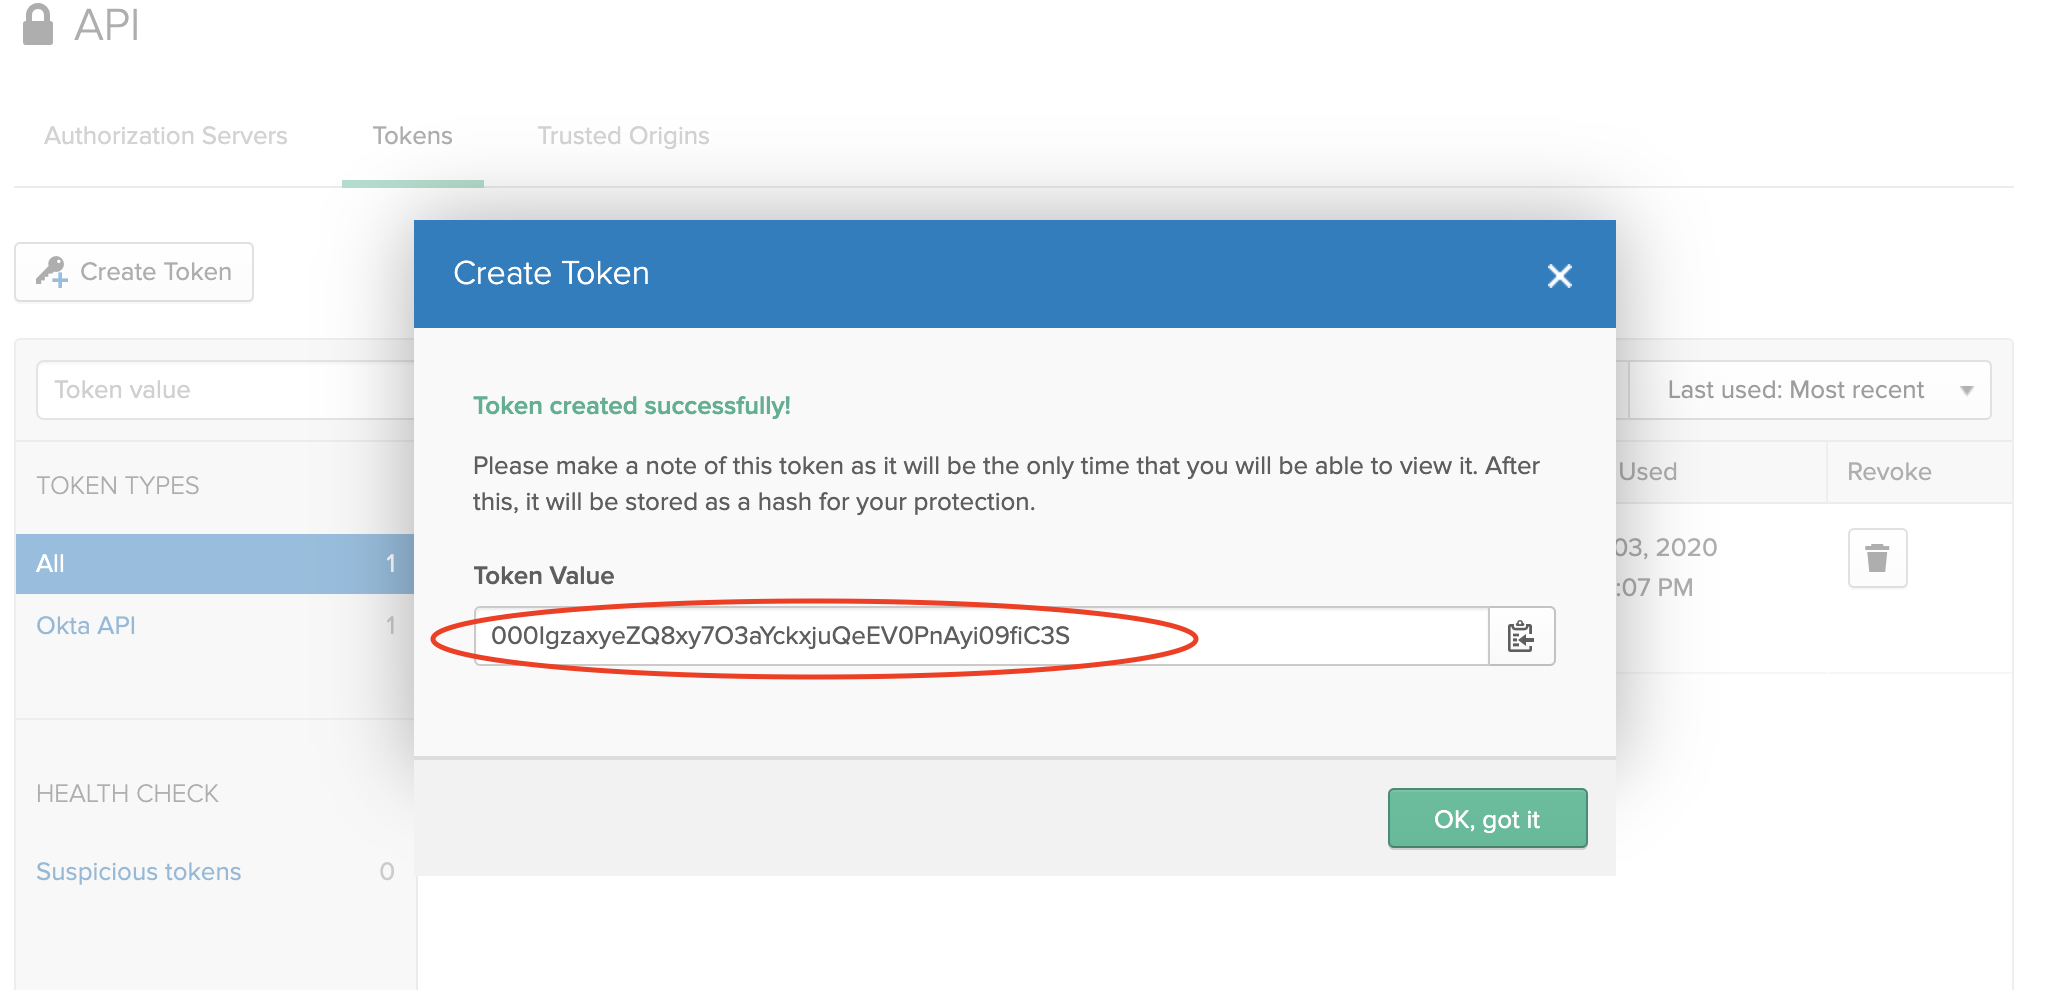 API
Authorization Servers
Tokens
Trusted Origins
Create Token
Create Token
Token value
Last used: Most recent
Token created successfully!
Please make a note of this token as it will be the only time that you will be able to view it. After
this, it will be stored as a hash for your protection.
TOKEN TYPES
Used
Revoke
All 1
03, 2020
:07 PM
Token Value
Okta API 1
000lgzaxyeZQ8xy7O3aYckxjuQeEV0PnAyi09fiC3S
HEALTH CHECK
OK, got it
Suspicious tokens 0